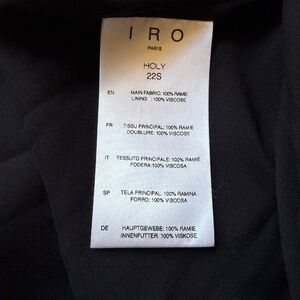 IRO
PARIS
HOLY
22S
EN MAIN FABRIC: 100% RAMIE
LINING : 100% VISCOSE
FR TISSU PRINCIPAL: 100% RAMIE
DOUBLURE: 100% VISCOSE
IT TESSUTO PRINCIPALE: 100% RAMIÈ
FODERA: 100% VISCOSA
SP TELA PRINCIPAL: 100% RAMINA
FORRO: 100% VISCOSA
DE HAUPTGEWEBE: 100% RAMIE
INNENFUTTER: 100% VISKOSE